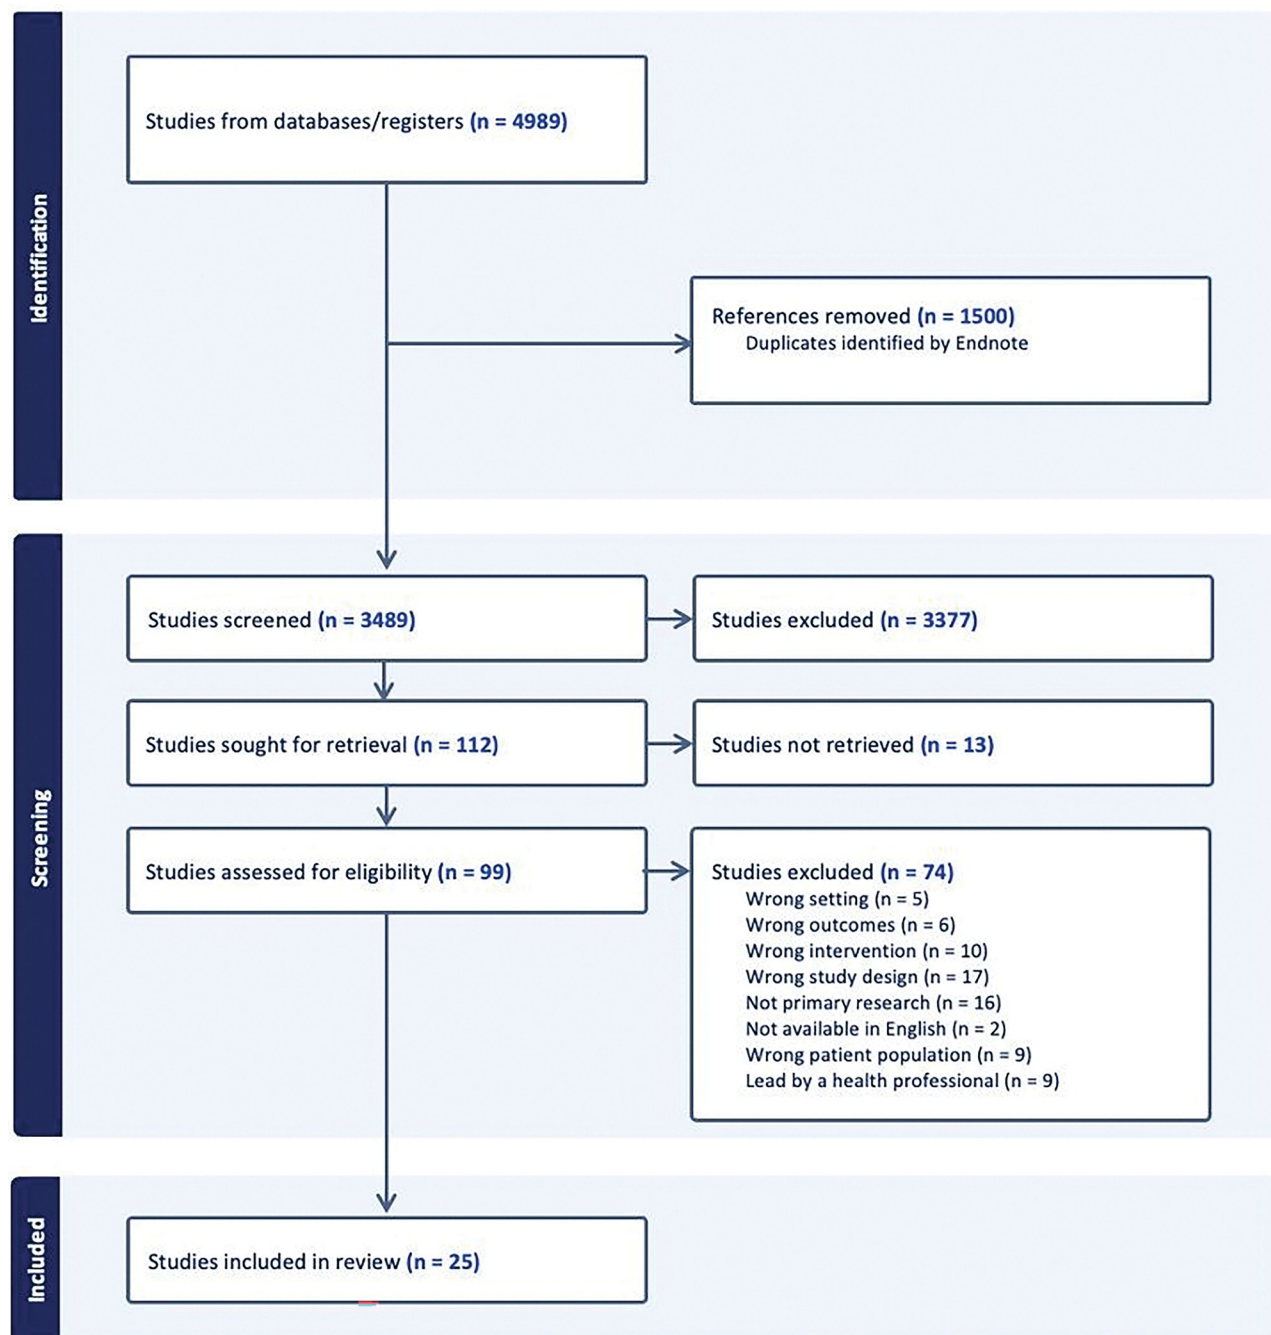 Identification
Studies from databases/registers (n = 4989)
References removed (n = 1500)
Duplicates identified by Endnote
Screening
Studies screened (n = 3489)
Studies excluded (n = 3377)
Studies sought for retrieval (n = 112)
Studies not retrieved (n = 13)
Studies assessed for eligibility (n = 99)
Studies excluded (n = 74)
Wrong setting (n = 5)
Wrong outcomes (n = 6)
Wrong intervention (n = 10)
Wrong study design (n = 17)
Not primary research (n = 16)
Not available in English (n = 2)
Wrong patient population (n = 9)
Lead by a health professional (n = 9)
Included
Studies included in review (n = 25)